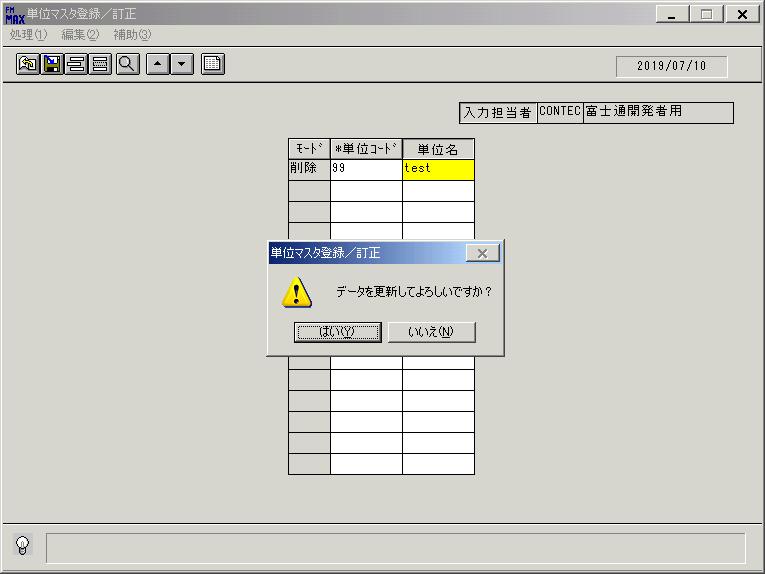 FM MAX 単位マスタ登録／訂正
処理(1) 編集(2) 補助(3)
2019/07/10
入力担当者 CONTEC 富士通開発者用
ﾓｰﾄﾞ *単位ｺｰﾄﾞ 単位名
削除 99 test
単位マスタ登録／訂正
データを更新してよろしいですか？
はい(Y) いいえ(N)